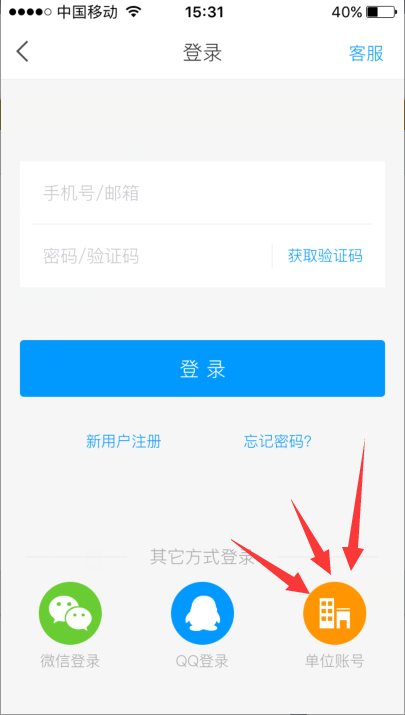 中国移动 15:31 40%
登录 客服
手机号/邮箱
密码/验证码 获取验证码
登 录
新用户注册 忘记密码?
其它方式登录
微信登录 QQ登录 单位账号